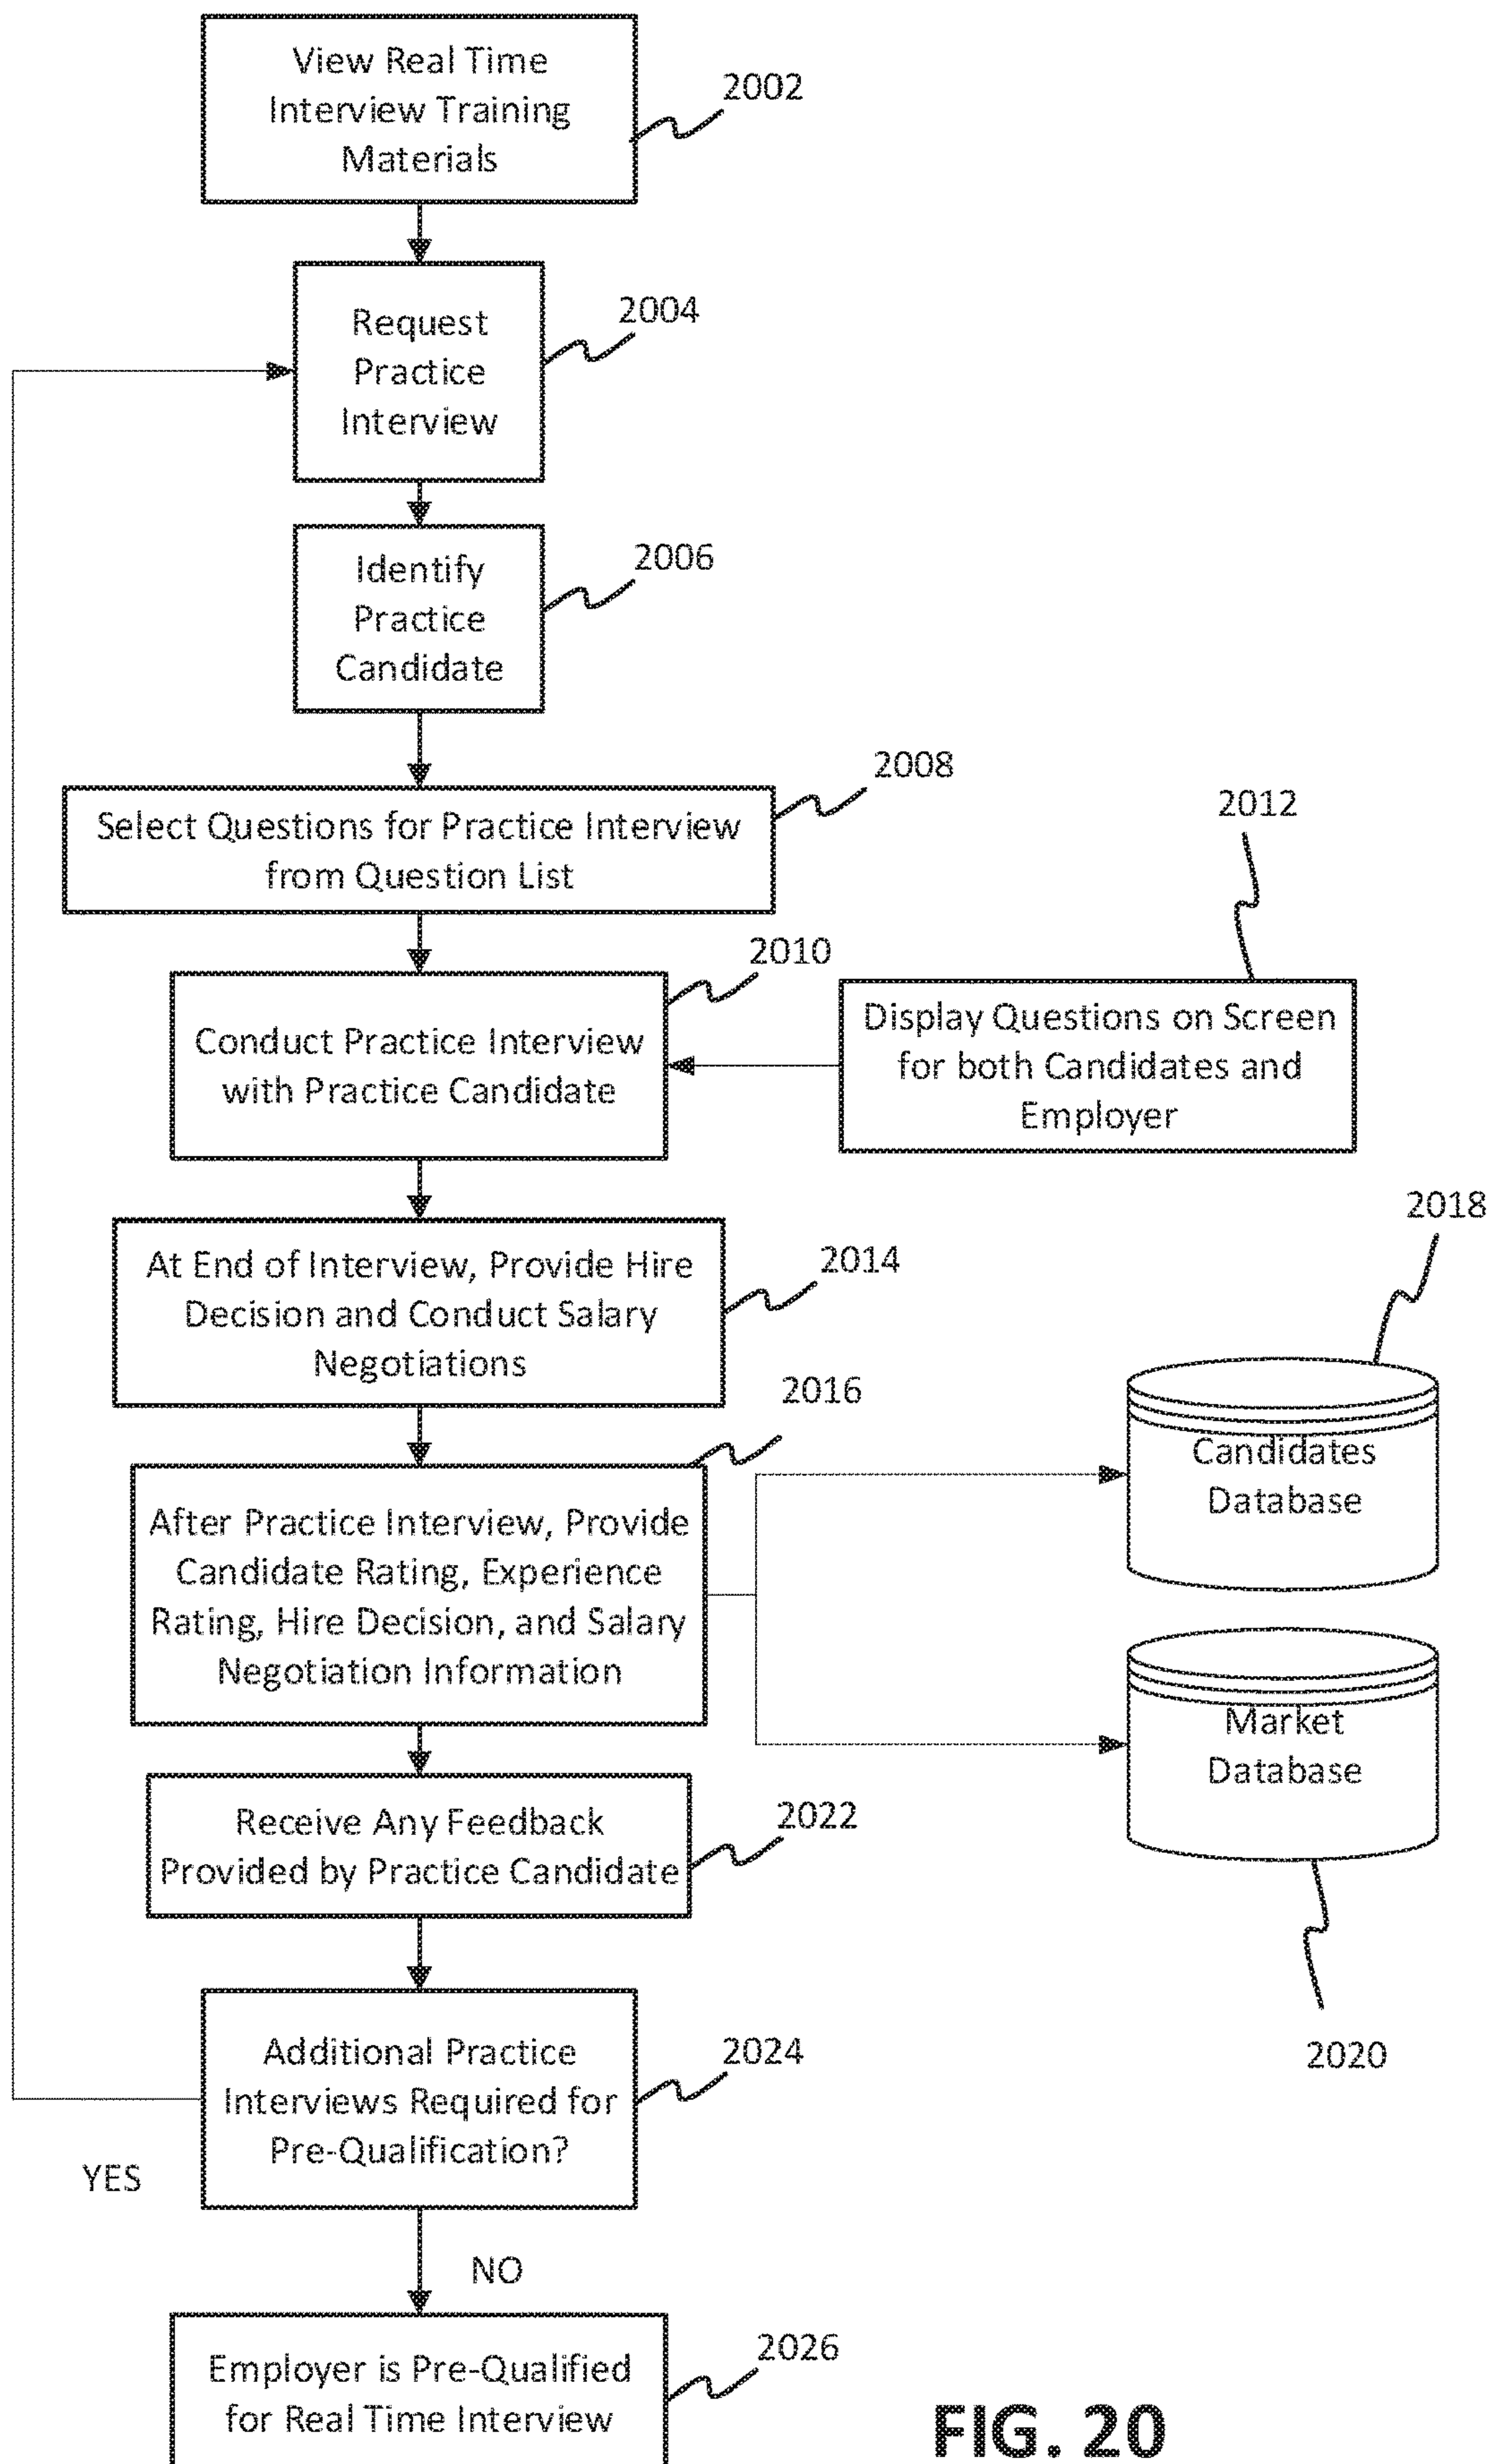 View Real Time
Interview Training
Materials
2002
Request
Practice
Interview
2004
Identify
Practice
Candidate
2006
Select Questions for Practice Interview
from Question List
2008
Conduct Practice Interview
with Practice Candidate
2010
Display Questions on Screen
for both Candidates and
Employer
2012
At End of Interview, Provide Hire
Decision and Conduct Salary
Negotiations
2014
After Practice Interview, Provide
Candidate Rating, Experience
Rating, Hire Decision, and Salary
Negotiation Information
2016
Candidates
Database
2018
Market
Database
2020
Receive Any Feedback
Provided by Practice Candidate
2022
Additional Practice
Interviews Required for
Pre-Qualification?
2024
YES
NO
Employer is Pre-Qualified
for Real Time Interview
2026
FIG. 20